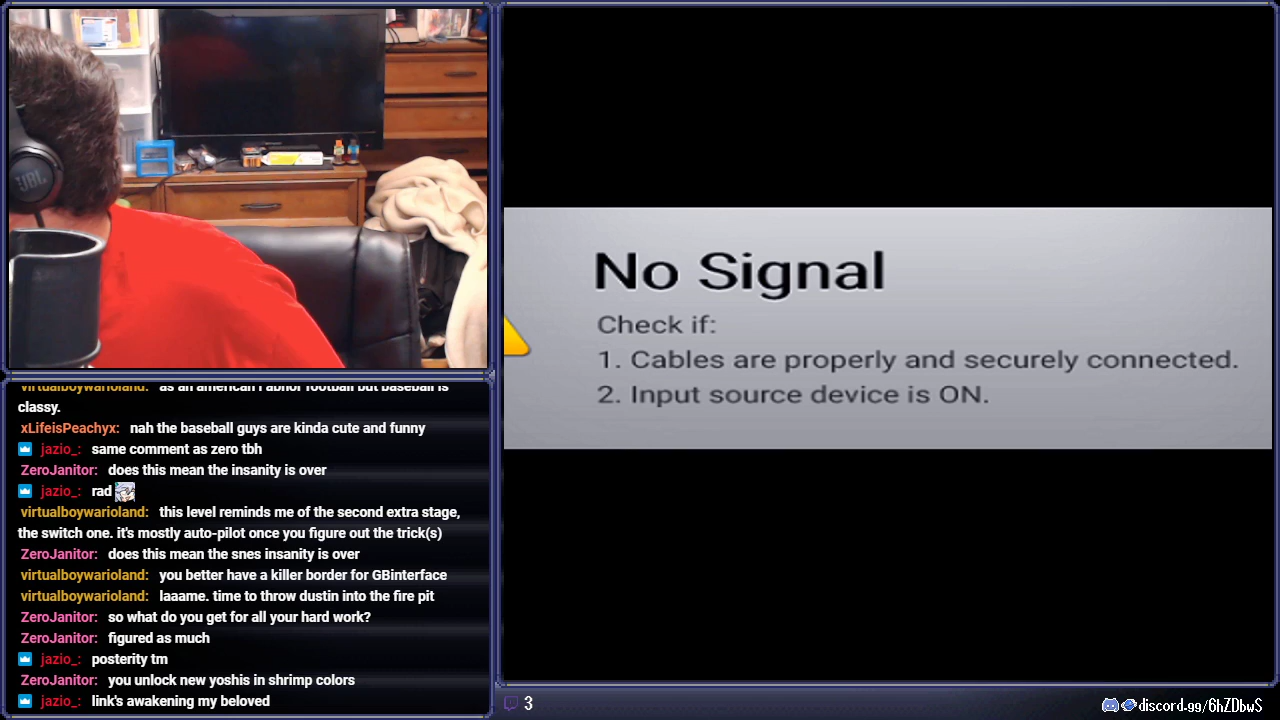 JBL
virtualboywarioland: as an american i abhor football but baseball is
classy.
xLifeisPeachyx: nah the baseball guys are kinda cute and funny
jazio_: same comment as zero tbh
ZeroJanitor: does this mean the insanity is over
jazio_: rad
virtualboywarioland: this level reminds me of the second extra stage,
the switch one. it's mostly auto-pilot once you figure out the trick(s)
ZeroJanitor: does this mean the snes insanity is over
virtualboywarioland: you better have a killer border for GBinterface
virtualboywarioland: laaame. time to throw dustin into the fire pit
ZeroJanitor: so what do you get for all your hard work?
ZeroJanitor: figured as much
jazio_: posterity tm
ZeroJanitor: you unlock new yoshis in shrimp colors
jazio_: link's awakening my beloved
No Signal
Check if:
1. Cables are properly and securely connected.
2. Input source device is ON.
3
discord.gg/6hZDbwS